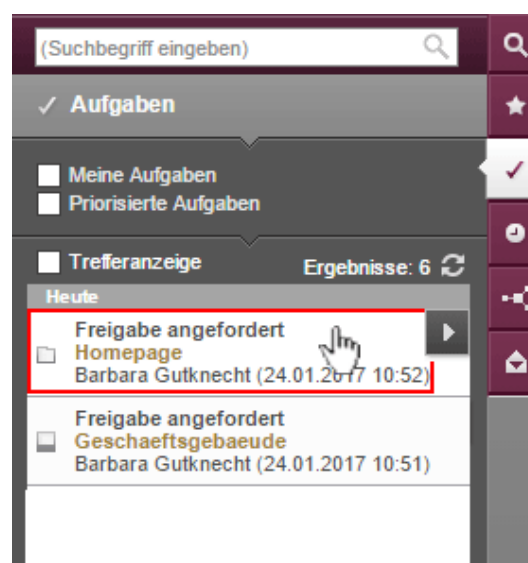 (Suchbegriff eingeben)
Aufgaben
Meine Aufgaben
Priorisierte Aufgaben
Trefferanzeige Ergebnisse: 6
Heute
Freigabe angefordert
Homepage
Barbara Gutknecht (24.01.2017 10:52)
Freigabe angefordert
Geschaeftsgebaeude
Barbara Gutknecht (24.01.2017 10:51)